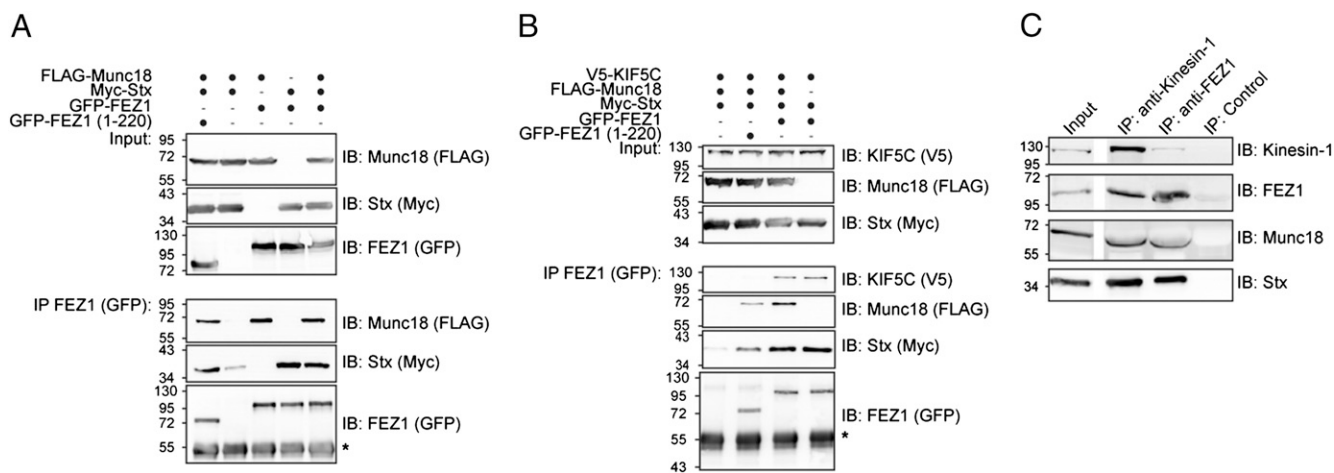 A
FLAG-Munc18 ● ● ● - ●
Myc-Stx ● ● - ● ●
GFP-FEZ1 - - ● ● ●
GFP-FEZ1 (1-220) ● - - - -
Input:
95
72
55
IB: Munc18 (FLAG)
43
34
IB: Stx (Myc)
130
95
72
IB: FEZ1 (GFP)
IP FEZ1 (GFP):
95
72
55
IB: Munc18 (FLAG)
43
34
IB: Stx (Myc)
130
95
72
55
IB: FEZ1 (GFP)
*
B
V5-KIF5C ● ● ● ●
FLAG-Munc18 ● ● ● -
Myc-Stx ● ● ● ●
GFP-FEZ1 - - ● ●
GFP-FEZ1 (1-220) - ● - -
Input:
130
95
IB: KIF5C (V5)
72
55
IB: Munc18 (FLAG)
43
34
IB: Stx (Myc)
IP FEZ1 (GFP):
130
95
IB: KIF5C (V5)
72
55
IB: Munc18 (FLAG)
43
34
IB: Stx (Myc)
130
95
72
55
43
IB: FEZ1 (GFP)
*
C
Input
IP: anti-Kinesin-1
IP: anti-FEZ1
IP: Control
130
95
IB: Kinesin-1
72
95
IB: FEZ1
72
55
IB: Munc18
34
IB: Stx